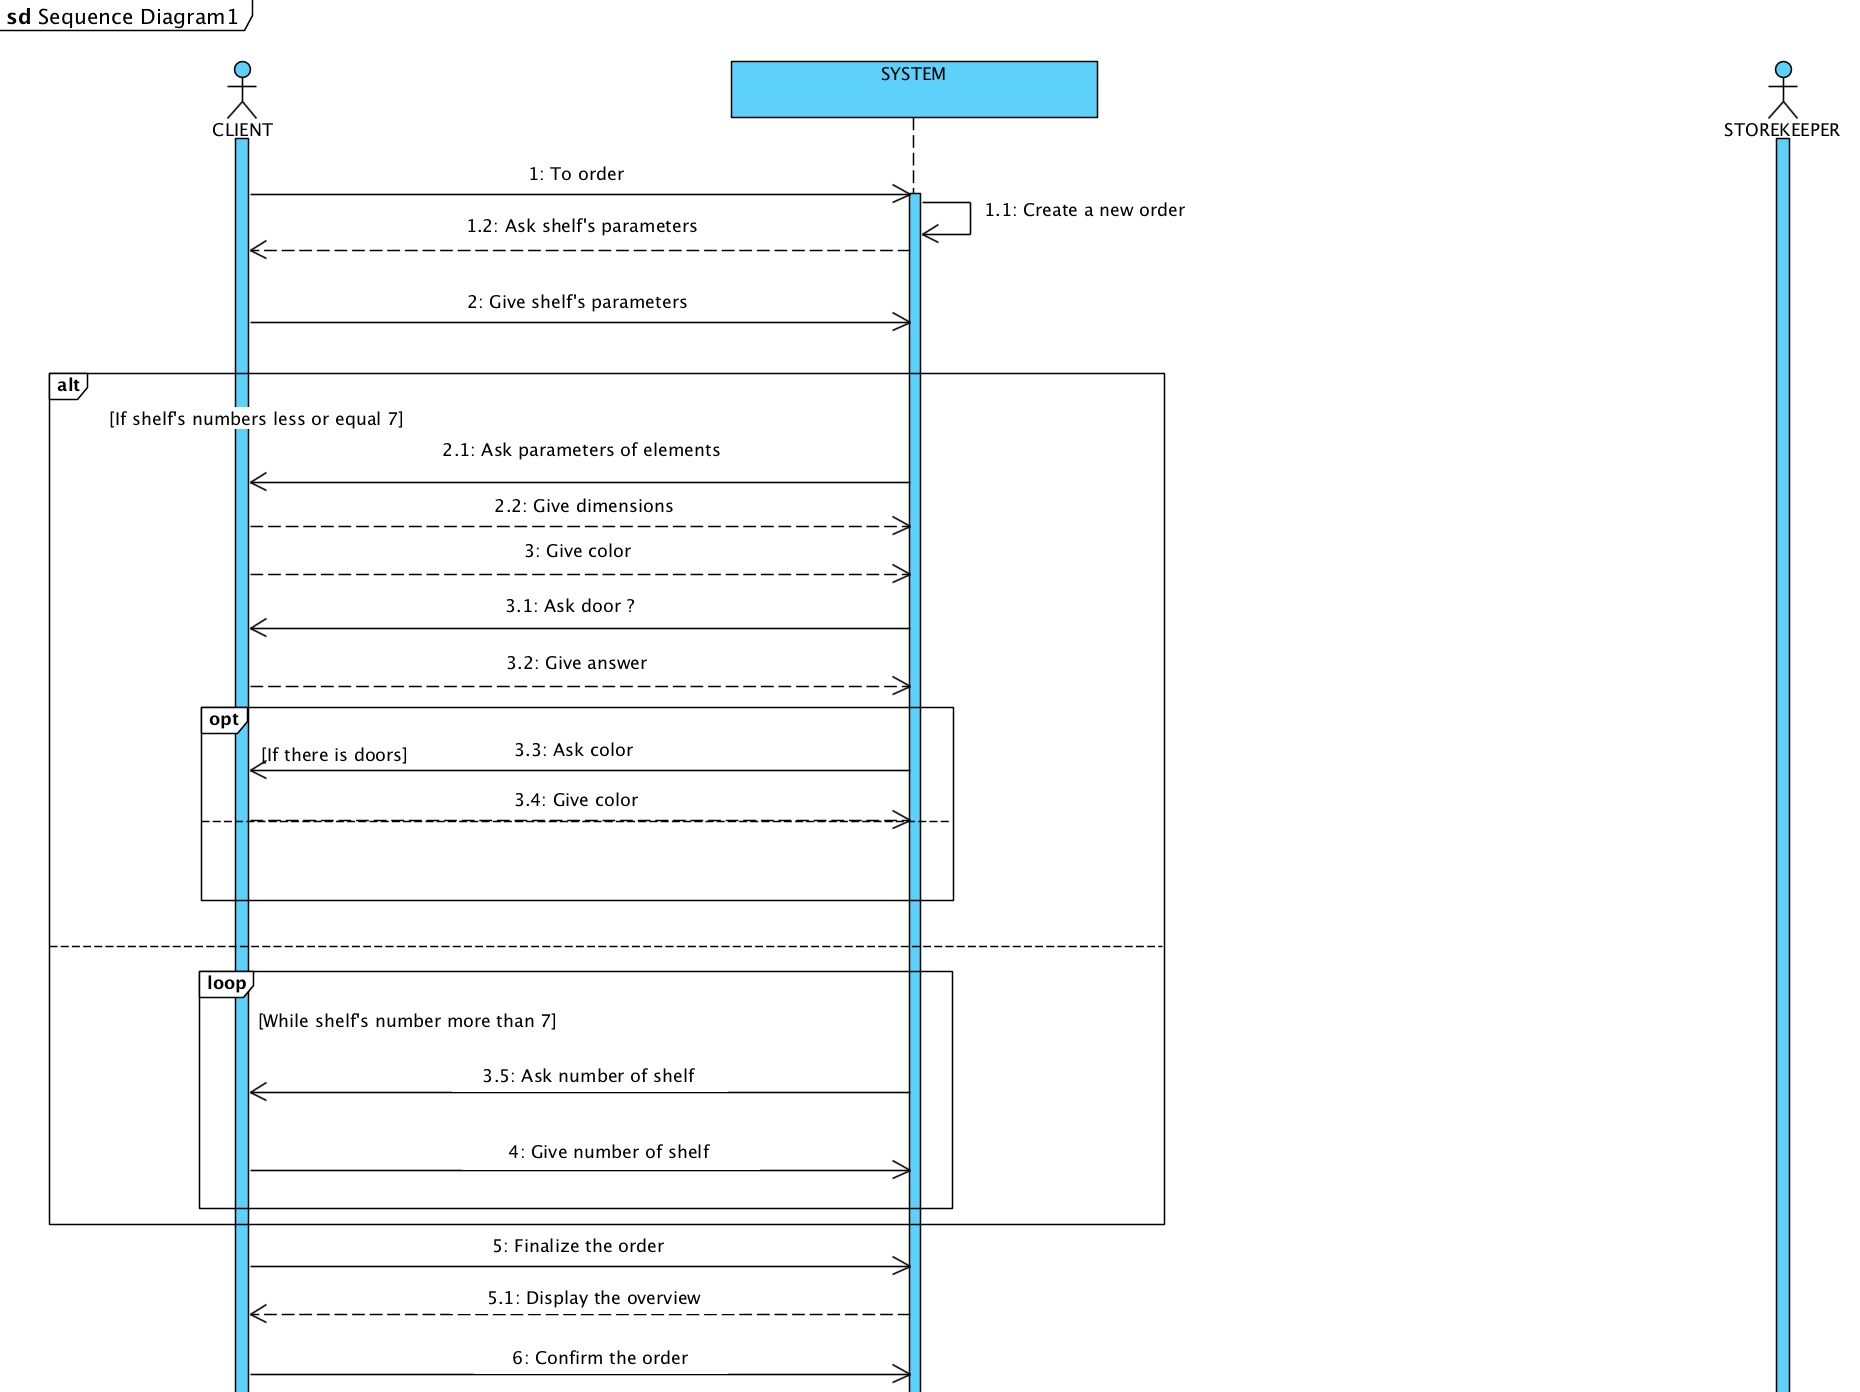 sd Sequence Diagram1
CLIENT
SYSTEM
STOREKEEPER
1: To order
1.1: Create a new order
1.2: Ask shelf's parameters
2: Give shelf's parameters
alt
[If shelf's numbers less or equal 7]
2.1: Ask parameters of elements
2.2: Give dimensions
3: Give color
3.1: Ask door ?
3.2: Give answer
opt
[If there is doors]
3.3: Ask color
3.4: Give color
loop
[While shelf's number more than 7]
3.5: Ask number of shelf
4: Give number of shelf
5: Finalize the order
5.1: Display the overview
6: Confirm the order